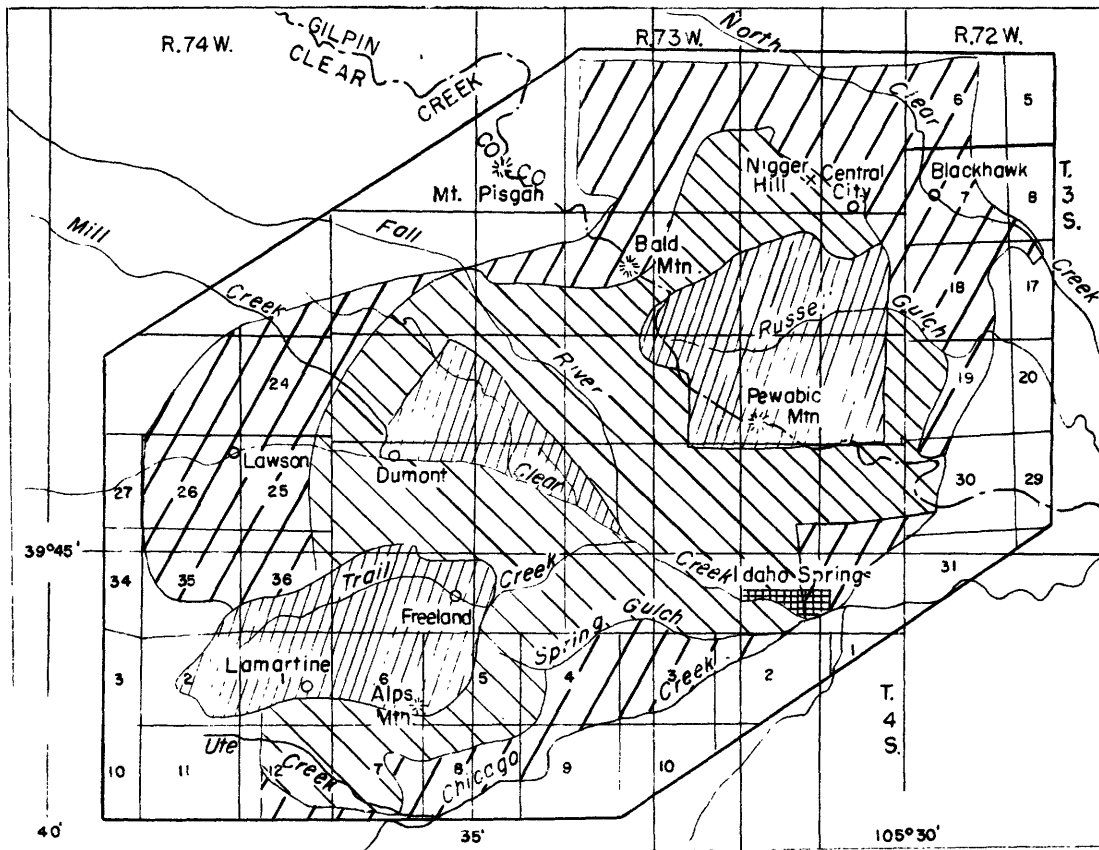 R. 74 W.
R. 73 W.
R. 72 W.
GILPIN
CLEAR
CREEK
CO
CO
North
Clear
Creek
6
5
Mt. Pisgah
Nigger
Hill
Central
City
Blackhawk
7
8
T.
3
S.
Mill
Creek
Fall
River
Bald
Mtn
18
17
Russel
Gulch
24
Pewabic
Mtn
19
20
Lawson
Dumont
Clear
Creek
27
26
25
30
29
39°45'
34
35
36
Trail
Creek
Freeland
Idaho Springs
31
Spring
Gulch
3
2
1
6
5
4
3
2
1
Lamartine
Alps
Mtn
T.
4
S.
Ute
Creek
Chicago
Creek
10
11
12
7
8
9
10
40'
35'
105°30'